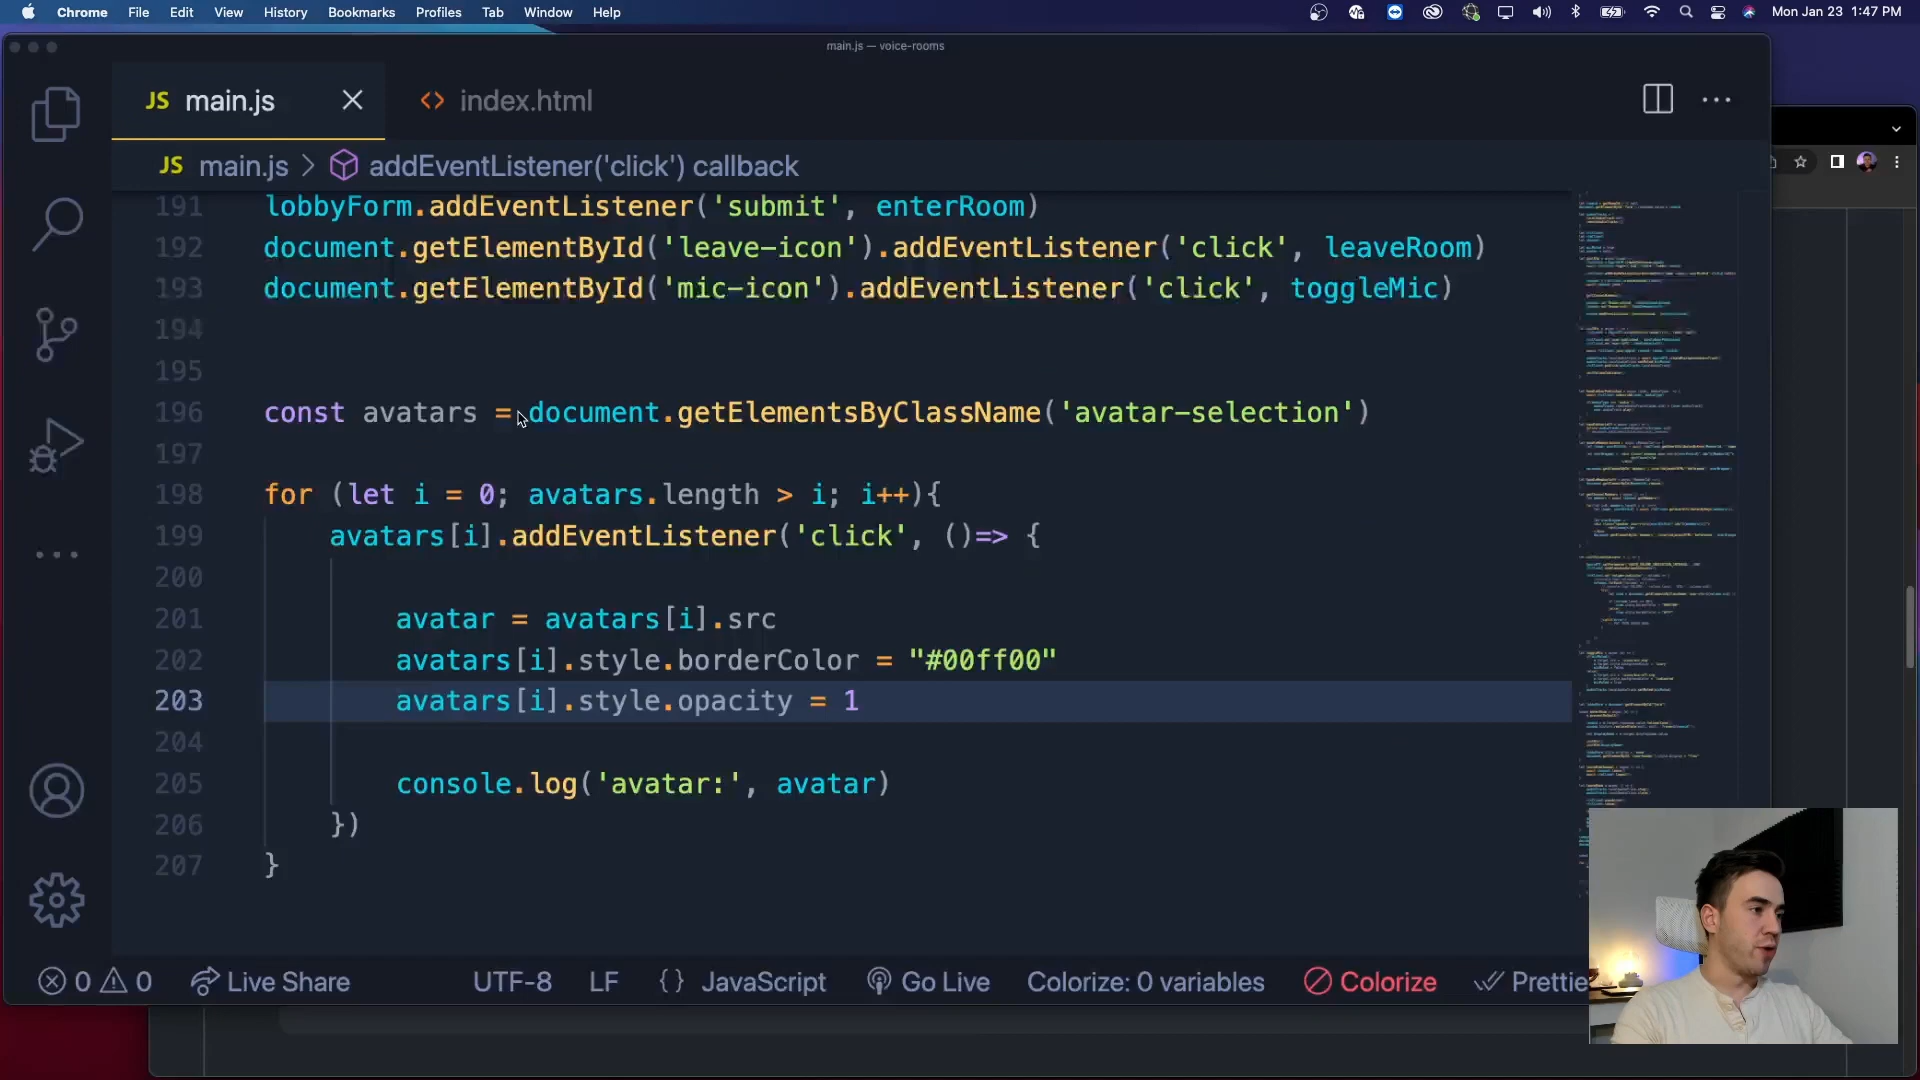 Chrome File Edit View History Bookmarks Profiles Tab Window Help Mon Jan 23 1:47 PM
main.js — voice-rooms
JS main.js index.html
JS main.js > addEventListener('click') callback
191 lobbyForm.addEventListener('submit', enterRoom)
192 document.getElementById('leave-icon').addEventListener('click', leaveRoom)
193 document.getElementById('mic-icon').addEventListener('click', toggleMic)
194
195
196 const avatars = document.getElementsByClassName('avatar-selection')
197
198 for (let i = 0; avatars.length > i; i++){
199 avatars[i].addEventListener('click', ()=> {
200
201 avatar = avatars[i].src
202 avatars[i].style.borderColor = "#00ff00"
203 avatars[i].style.opacity = 1
204
205 console.log('avatar:', avatar)
206 })
207 }
0 0 Live Share UTF-8 LF {} JavaScript Go Live Colorize: 0 variables Colorize Prettie